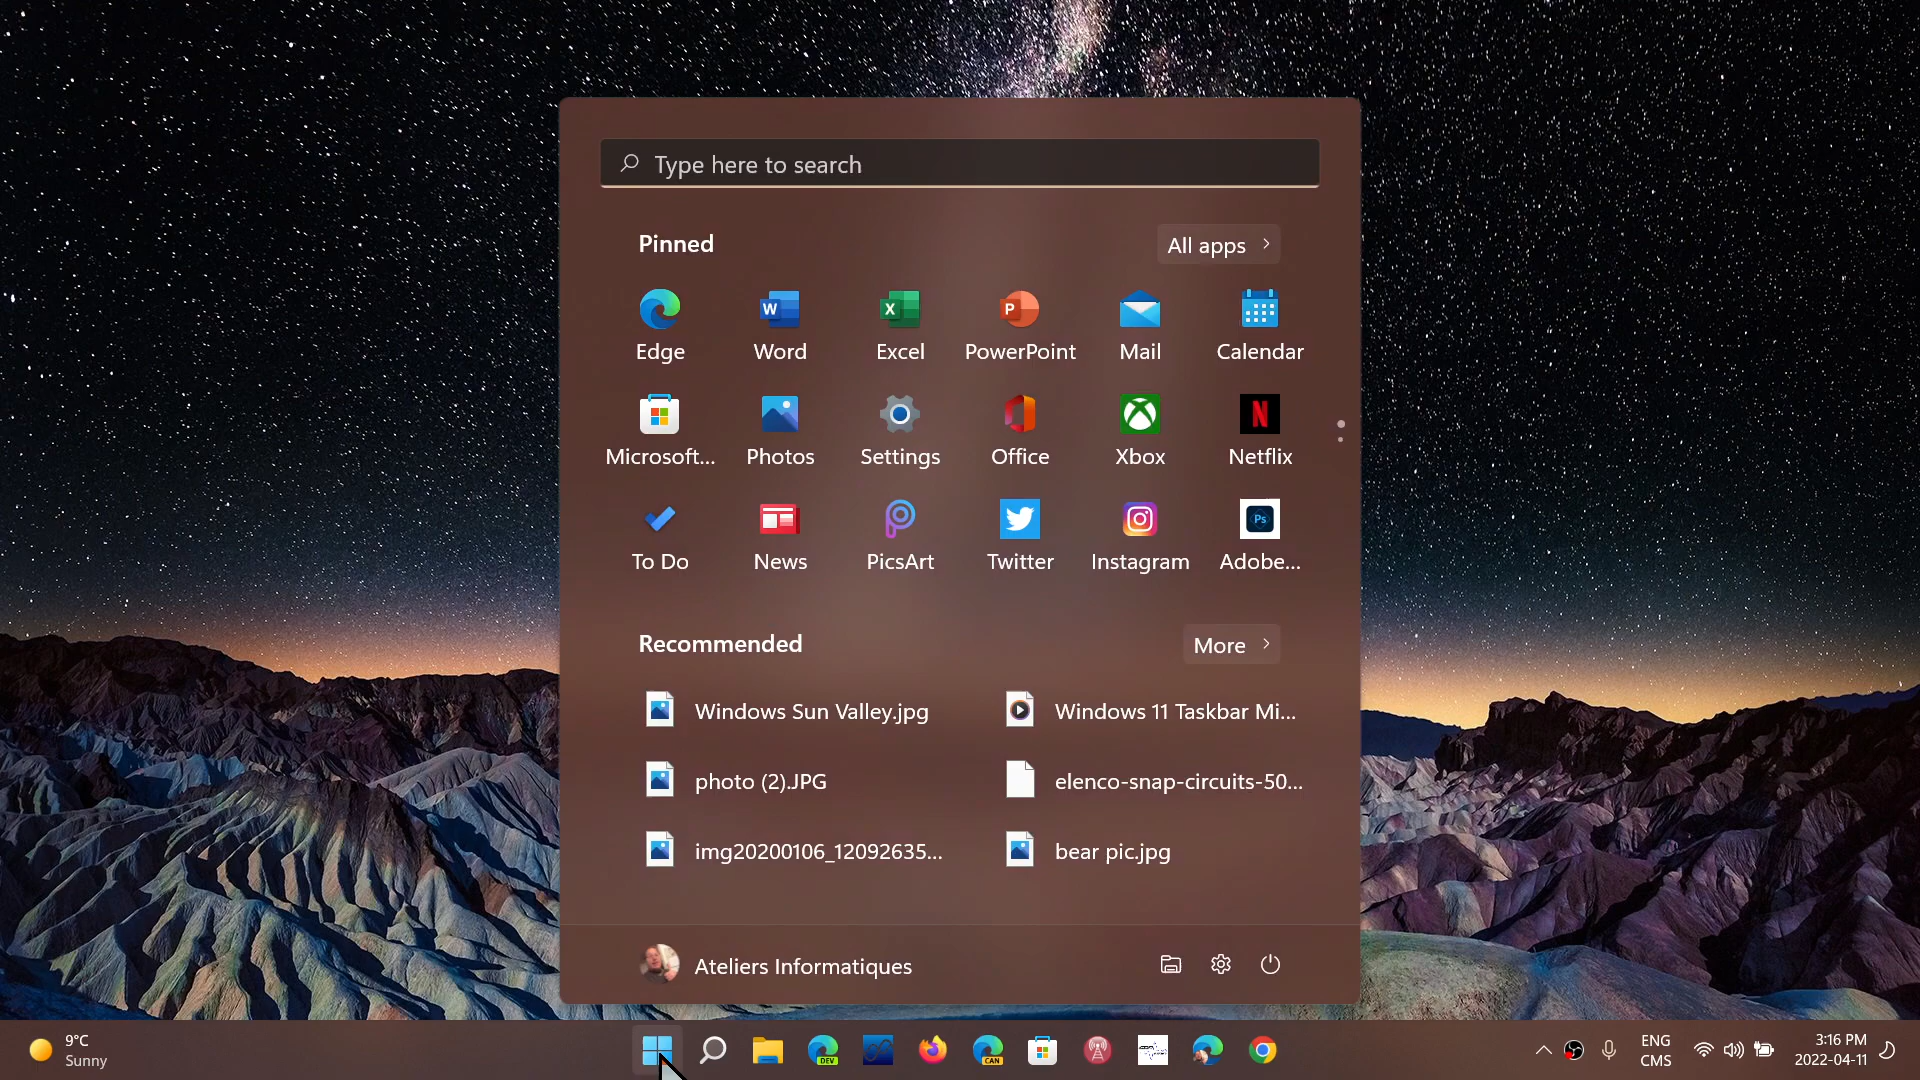 Type here to search
Pinned
All apps
Edge
Word
Excel
PowerPoint
Mail
Calendar
Microsoft...
Photos
Settings
Office
Xbox
Netflix
To Do
News
PicsArt
Twitter
Instagram
Adobe...
Recommended
More
Windows Sun Valley.jpg
Windows 11 Taskbar Mi...
photo (2).JPG
elenco-snap-circuits-50...
img20200106_12092635...
bear pic.jpg
Ateliers Informatiques
9°C
Sunny
DEV
CAN
ENG
CMS
3:16 PM
2022-04-11